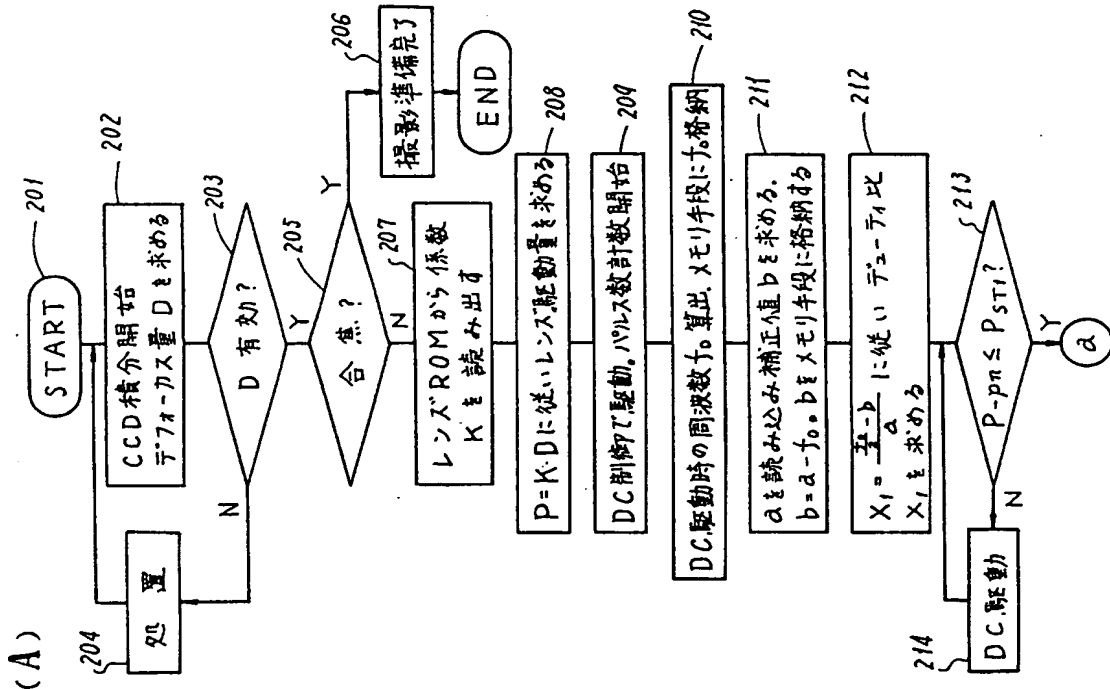 (A)
START
201
CCD積分開始
デフォーカス量Dを求める
202
D有効?
203
N
Y
処置
204
合焦?
205
Y
N
撮影準備完了
206
END
レンズROMから係数
Kを読み出す
207
P=K・Dに従いレンズ駆動量を求める
208
DC制御で駆動。パルス数計数開始
209
DC駆動時の周波数f₀算出、メモリ手段にf₀格納
210
aを読み込み補正値bを求める.
b=a-f₀。bをメモリ手段に格納する
211
に従いデューティ比
X₁を求める
212
P-pn≤P_ST1?
213
N
Y
DC駆動
214
a